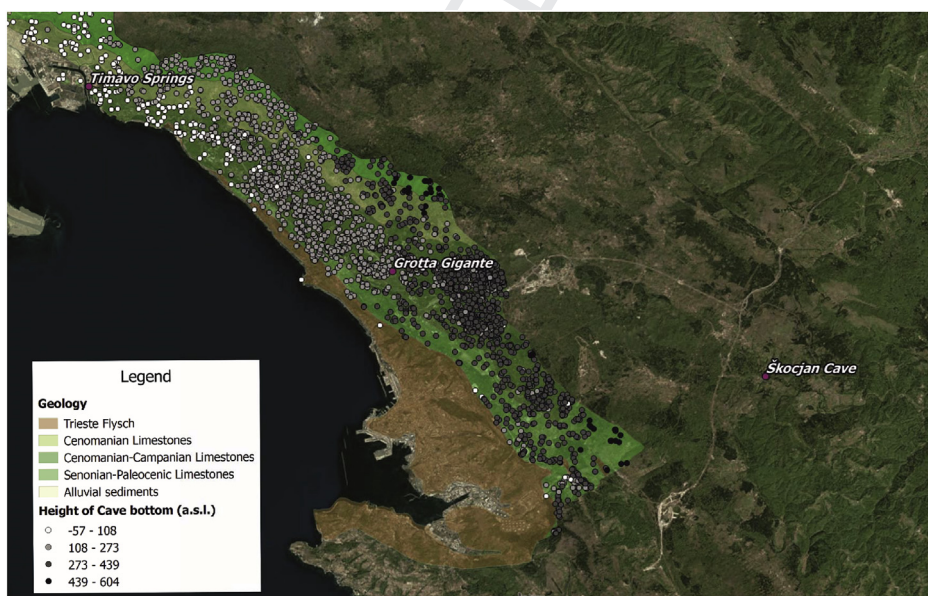 Timavo Springs
Grotta Gigante
Škocjan Cave
Legend
Geology
Trieste Flysch
Cenomanian Limestones
Cenomanian-Campanian Limestones
Senonian-Paleocenic Limestones
Alluvial sediments
Height of Cave bottom (a.s.l.)
-57 - 108
108 - 273
273 - 439
439 - 604